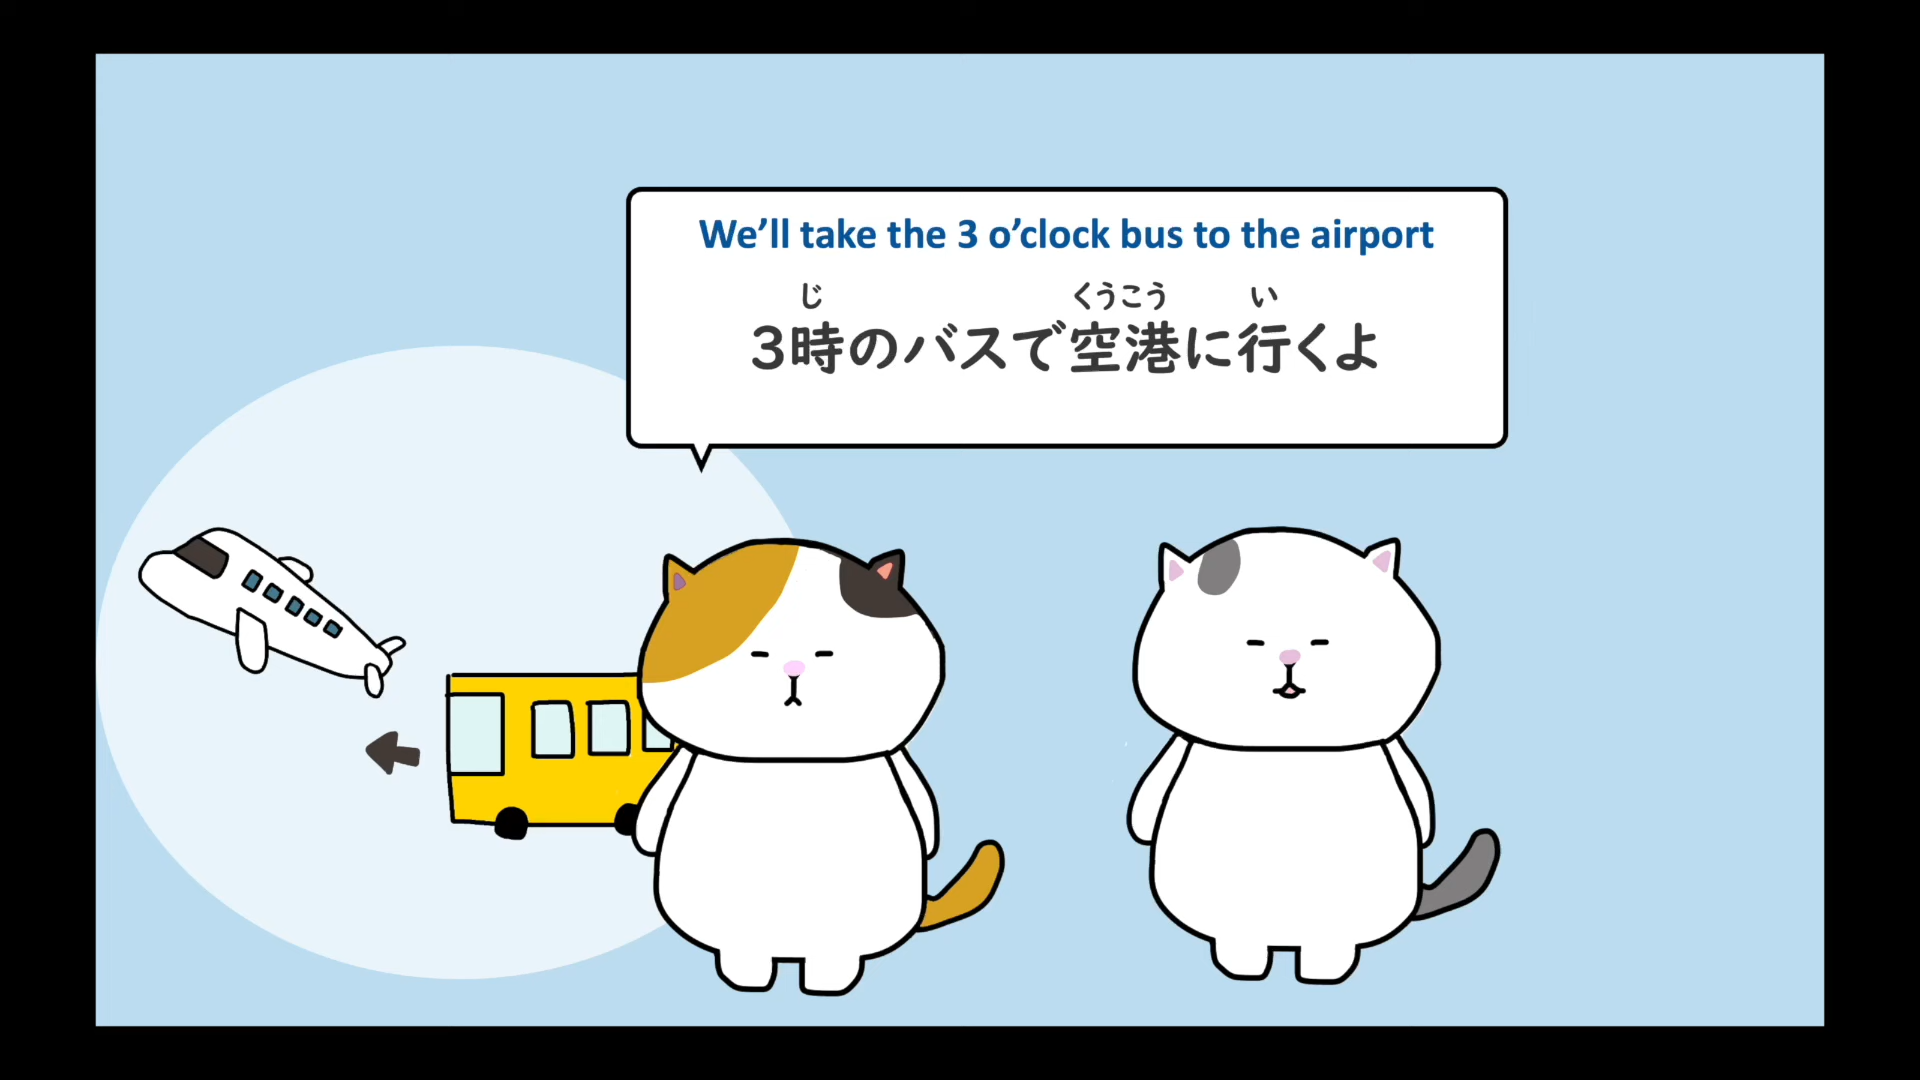 We'll take the 3 o'clock bus to the airport
じ くうこう い
3時のバスで空港に行くよ